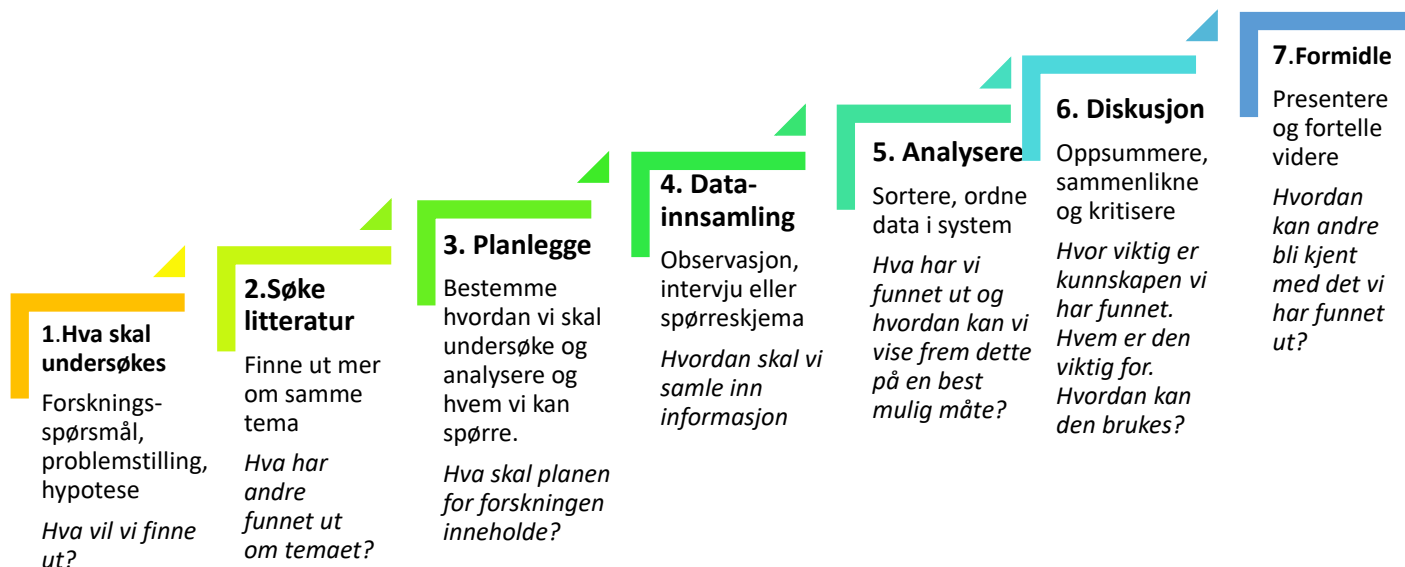 1.Hva skal
undersøkes
Forsknings-
spørsmål,
problemstilling,
hypotese
Hva vil vi finne
ut?
2.Søke
litteratur
Finne ut mer
om samme
tema
Hva har
andre
funnet ut
om temaet?
3. Planlegge
Bestemme
hvordan vi skal
undersøke og
analysere og
hvem vi kan
spørre.
Hva skal planen
for forskningen
inneholde?
4. Data-
innsamling
Observasjon,
intervju eller
spørreskjema
Hvordan skal vi
samle inn
informasjon
5. Analysere
Sortere, ordne
data i system
Hva har vi
funnet ut og
hvordan kan vi
vise frem dette
på en best
mulig måte?
6. Diskusjon
Oppsummere,
sammenlikne
og kritisere
Hvor viktig er
kunnskapen vi
har funnet.
Hvem er den
viktig for.
Hvordan kan
den brukes?
7.Formidle
Presentere
og fortelle
videre
Hvordan
kan andre
bli kjent
med det vi
har funnet
ut?